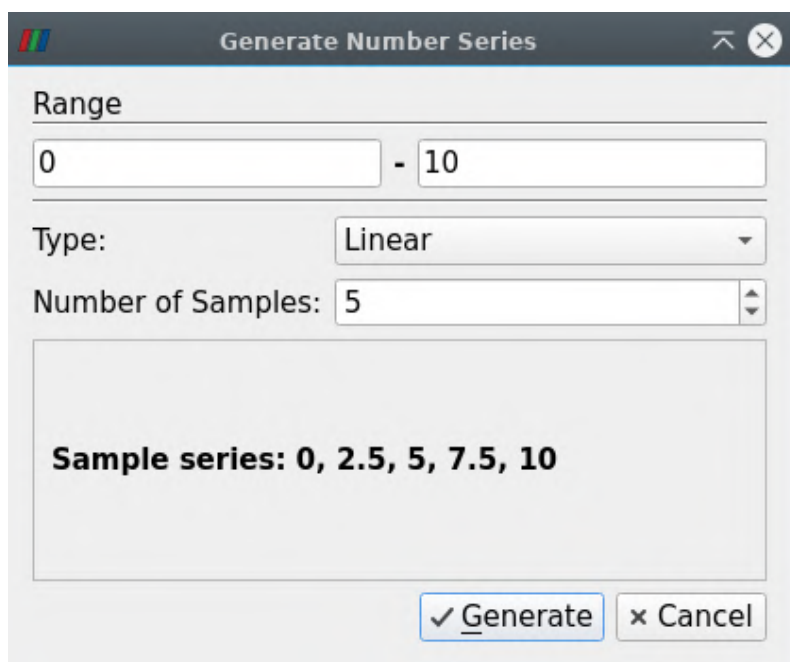 Generate Number Series
Range
0 - 10
Type: Linear
Number of Samples: 5
Sample series: 0, 2.5, 5, 7.5, 10
Generate Cancel